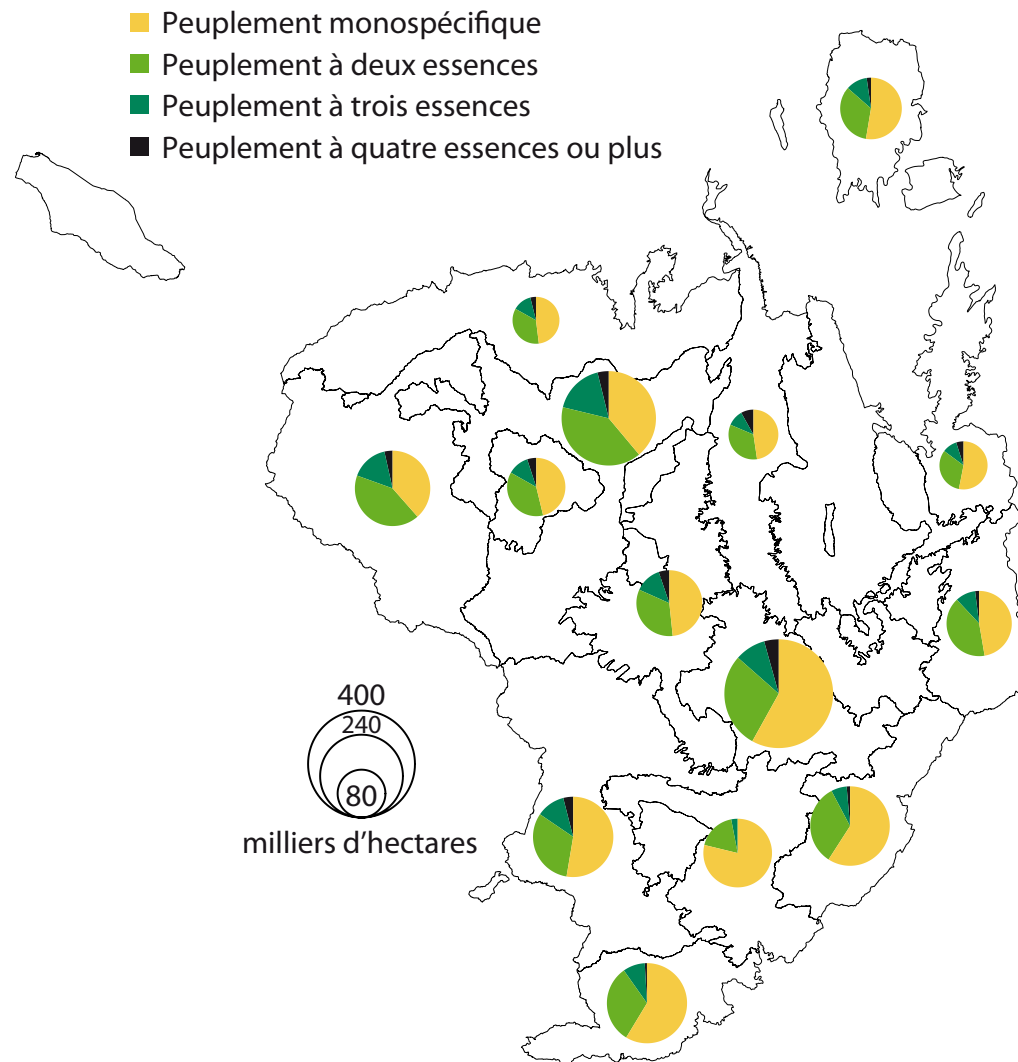 Peuplement monospécifique
Peuplement à deux essences
Peuplement à trois essences
Peuplement à quatre essences ou plus
400
240
80
milliers d'hectares